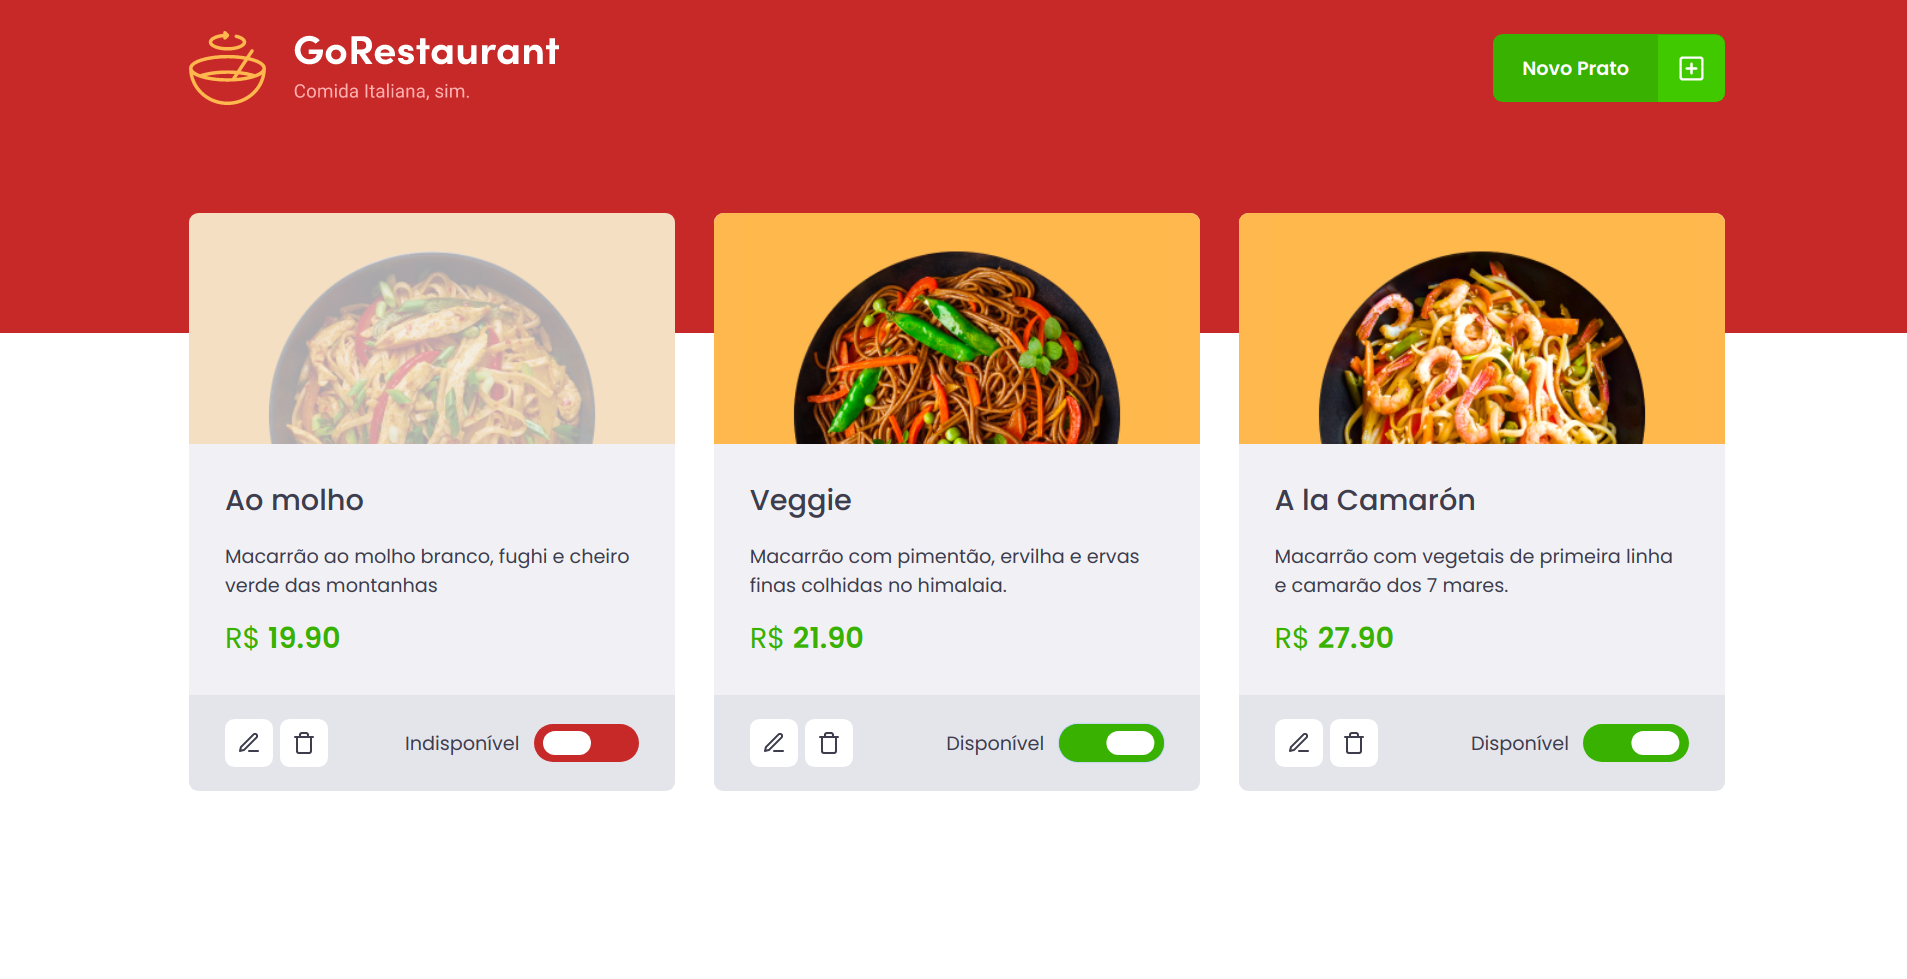 GoRestaurant
Comida Italiana, sim.
Novo Prato
Ao molho
Macarrão ao molho branco, fughi e cheiro
verde das montanhas
R$ 19.90
Indisponível
Veggie
Macarrão com pimentão, ervilha e ervas
finas colhidas no himalaia.
R$ 21.90
Disponível
A la Camarón
Macarrão com vegetais de primeira linha
e camarão dos 7 mares.
R$ 27.90
Disponível